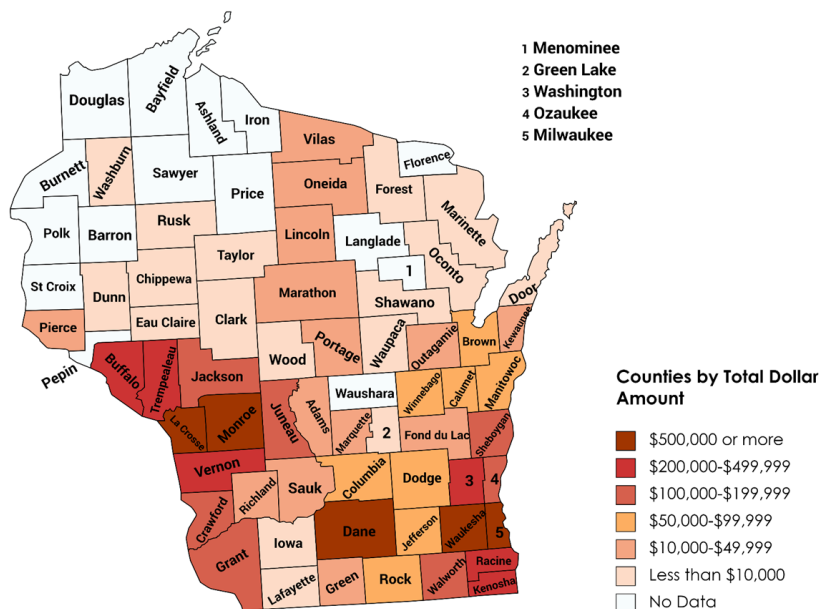 1 Menominee
2 Green Lake
3 Washington
4 Ozaukee
5 Milwaukee
Douglas
Bayfield
Ashland
Iron
Vilas
Florence
Burnett
Washburn
Sawyer
Price
Oneida
Forest
Marinette
Polk
Barron
Rusk
Lincoln
Langlade
Taylor
Oconto
1
St Croix
Dunn
Chippewa
Marathon
Shawano
Door
Pierce
Eau Claire
Clark
Wood
Portage
Waupaca
Outagamie
Brown
Kewaunee
Pepin
Buffalo
Trempealeau
Jackson
Waushara
Winnebago
Calumet
Manitowoc
La Crosse
Monroe
Juneau
Adams
Marquette
2
Fond du Lac
Sheboygan
Vernon
Richland
Sauk
Columbia
Dodge
3
4
Crawford
Grant
Iowa
Dane
Jefferson
Waukesha
5
Lafayette
Green
Rock
Walworth
Racine
Kenosha
Counties by Total Dollar
Amount
$500,000 or more
$200,000-$499,999
$100,000-$199,999
$50,000-$99,999
$10,000-$49,999
Less than $10,000
No Data